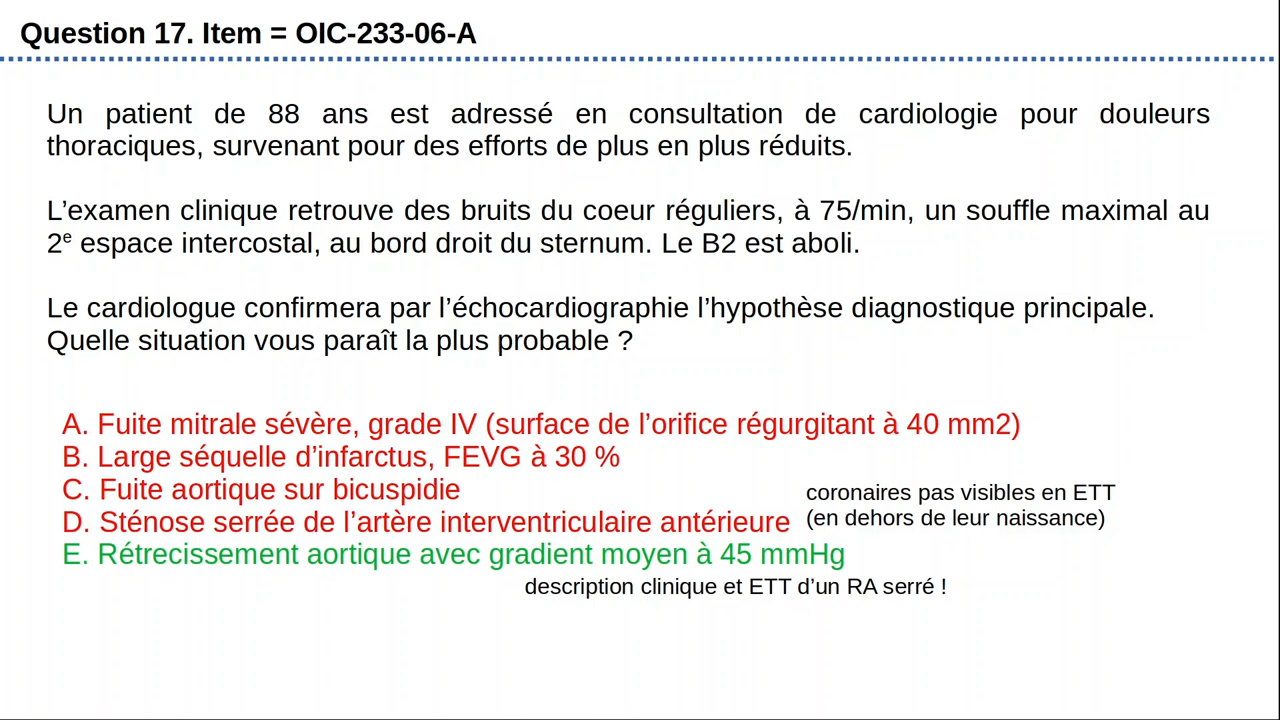 Question 17. Item = OIC-233-06-A
Un patient de 88 ans est adressé en consultation de cardiologie pour douleurs
thoraciques, survenant pour des efforts de plus en plus réduits.
L’examen clinique retrouve des bruits du coeur réguliers, à 75/min, un souffle maximal au
2e espace intercostal, au bord droit du sternum. Le B2 est aboli.
Le cardiologue confirmera par l’échocardiographie l’hypothèse diagnostique principale.
Quelle situation vous paraît la plus probable ?
A. Fuite mitrale sévère, grade IV (surface de l’orifice régurgitant à 40 mm2)
B. Large séquelle d’infarctus, FEVG à 30 %
C. Fuite aortique sur bicuspidie
D. Sténose serrée de l’artère interventriculaire antérieure
coronaires pas visibles en ETT
(en dehors de leur naissance)
E. Rétrecissement aortique avec gradient moyen à 45 mmHg
description clinique et ETT d’un RA serré !